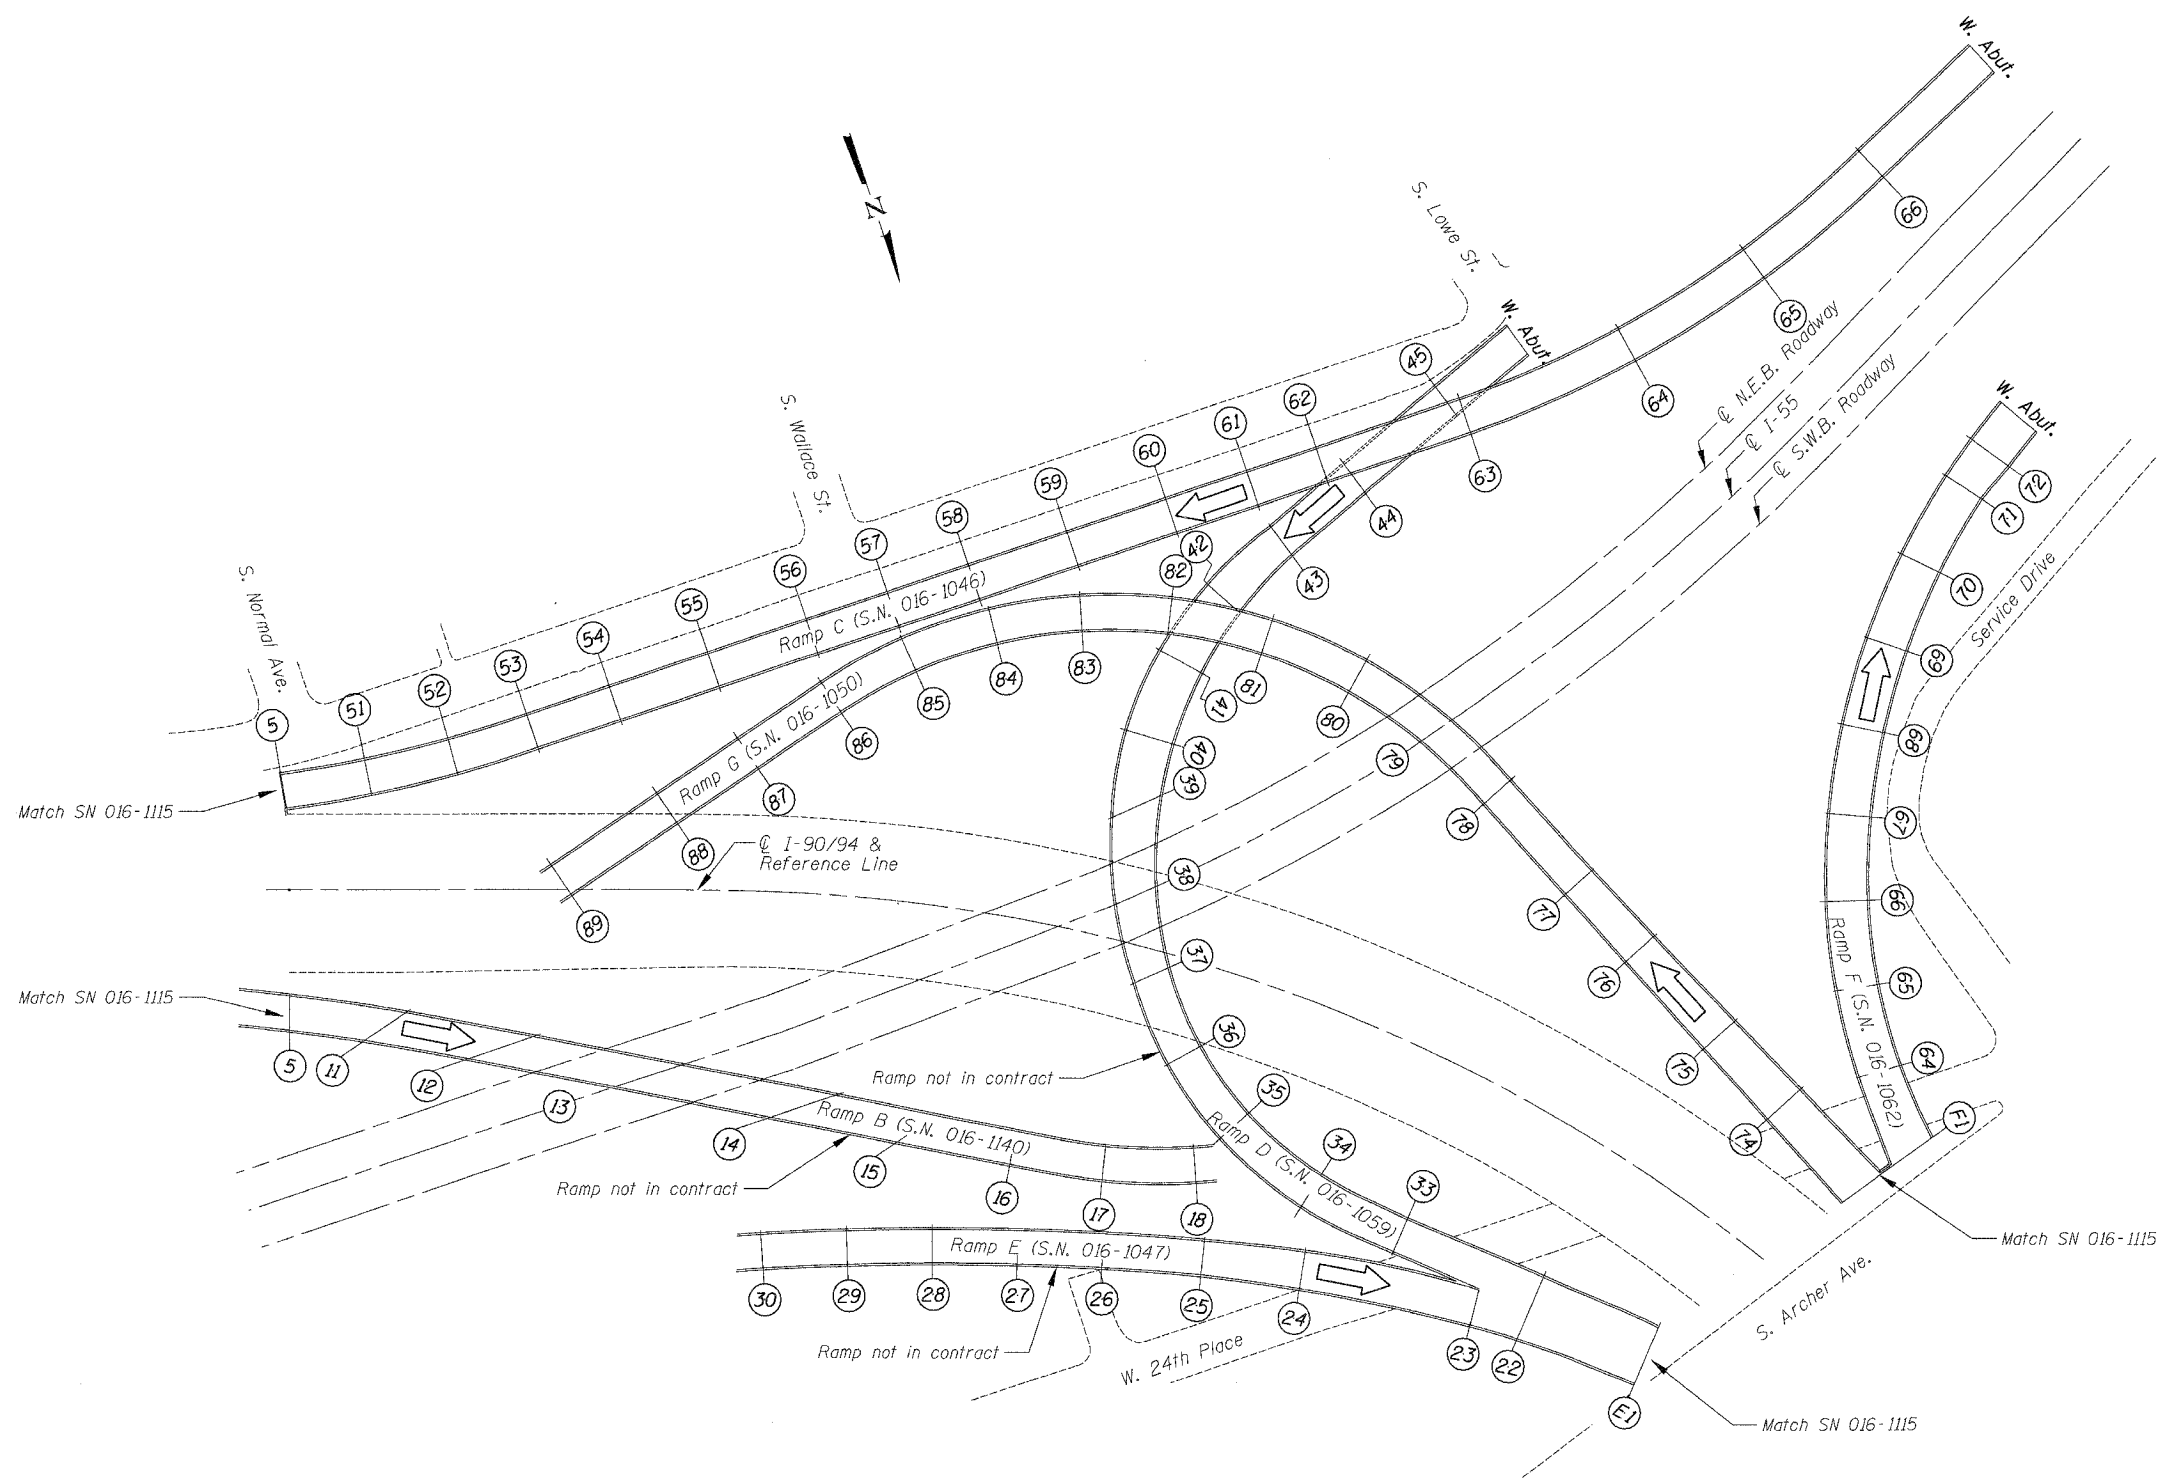 W. Abut.
N
S. Lowe St.
66
65
℄ N.E.B. Roadway
℄ I-55
℄ S.W.B. Roadway
W. Abut.
45
64
62
63
61
60
44
W. Abut.
72
71
70
Service Drive
69
68
67
66
65
64
F1
Ramp F (S.N. 016-1062)
S. Wallace St.
59
58
57
56
55
54
53
52
51
5
S. Normal Ave.
Ramp C (S.N. 016-1046)
42
82
43
83
84
85
86
87
88
89
Ramp G (S.N. 016-1050)
81
41
80
40
39
79
78
38
77
37
76
36
75
35
74
34
33
Match SN 016-1115
℄ I-90/94 &
Reference Line
Match SN 016-1115
5
11
12
13
14
15
16
17
18
Ramp B (S.N. 016-1140)
Ramp not in contract
Ramp not in contract
Ramp D (S.N. 016-1059)
Ramp E (S.N. 016-1047)
30
29
28
27
26
25
24
23
22
E1
Ramp not in contract
W. 24th Place
S. Archer Ave.
Match SN 016-1115
Match SN 016-1115